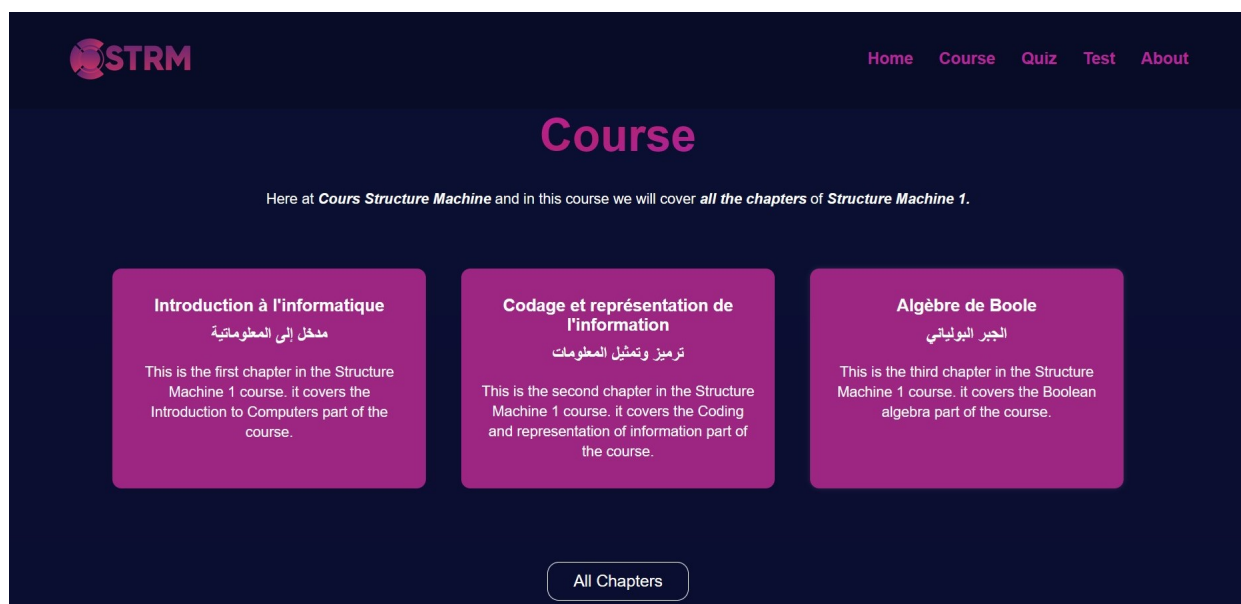 STRM
Home Course Quiz Test About
Course
Here at Cours Structure Machine and in this course we will cover all the chapters of Structure Machine 1.
Introduction à l'informatique
مدخل إلى المعلوماتية
This is the first chapter in the Structure
Machine 1 course. it covers the
Introduction to Computers part of the
course.
Codage et représentation de
l'information
ترميز وتمثيل المعلومات
This is the second chapter in the Structure
Machine 1 course. it covers the Coding
and representation of information part of
the course.
Algèbre de Boole
الجبر البولياني
This is the third chapter in the Structure
Machine 1 course. it covers the Boolean
algebra part of the course.
All Chapters